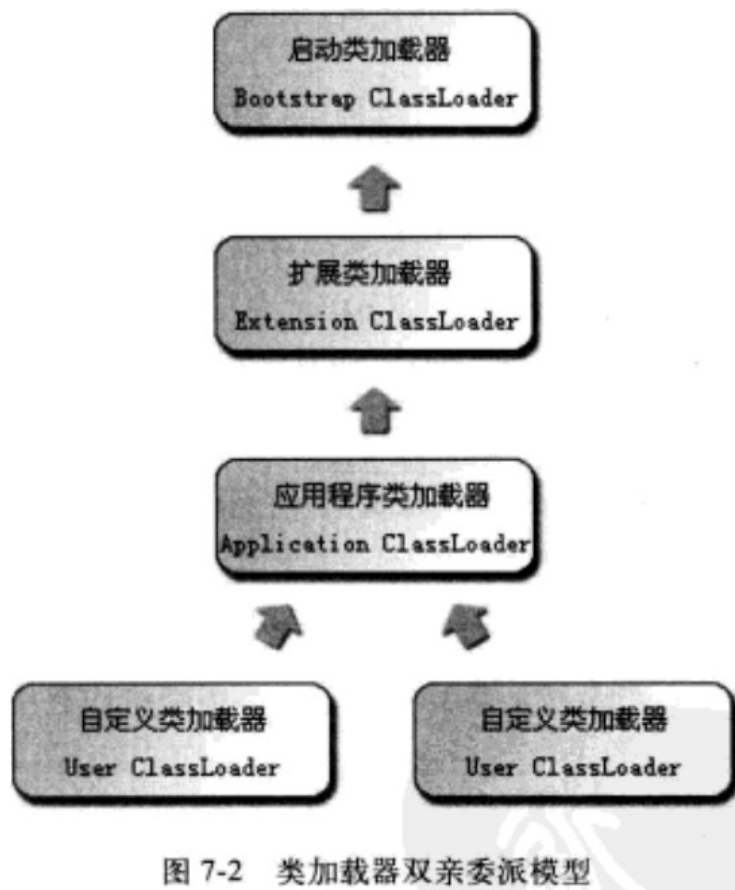 启动类加载器
Bootstrap ClassLoader
扩展类加载器
Extension ClassLoader
应用程序类加载器
Application ClassLoader
自定义类加载器
User ClassLoader
自定义类加载器
User ClassLoader
图 7-2 类加载器双亲委派模型